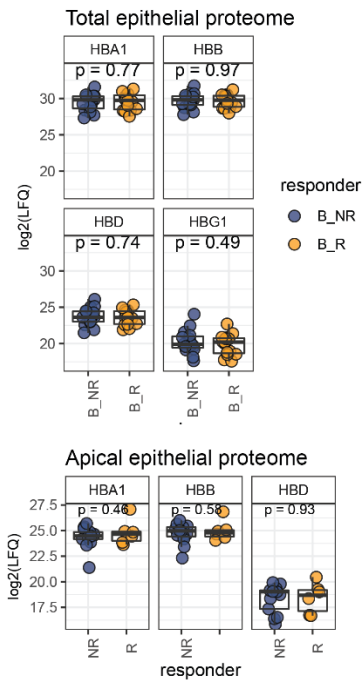 Total epithelial proteome
HBA1 HBB
p = 0.77 p = 0.97
30
25
20
HBD HBG1
p = 0.74 p = 0.49
30
25
20
log2(LFQ)
B_NR B_R B_NR B_R
responder
B_NR
B_R
Apical epithelial proteome
HBA1 HBB HBD
p = 0.46 p = 0.58 p = 0.93
27.5
25.0
22.5
20.0
17.5
log2(LFQ)
NR R NR R NR R
responder